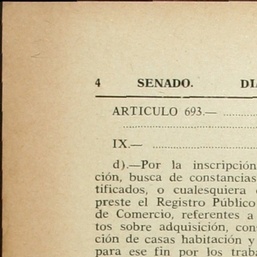 4 SENADO. DI
ARTICULO 693.— ............
............
IX.— ............
d).—Por la inscripción
ción, busca de constancias
tificados, o cualesquiera
preste el Registro Público
de Comercio, referentes a
tos sobre adquisición, con
ción de casas habitación y
para ese fin por los trab